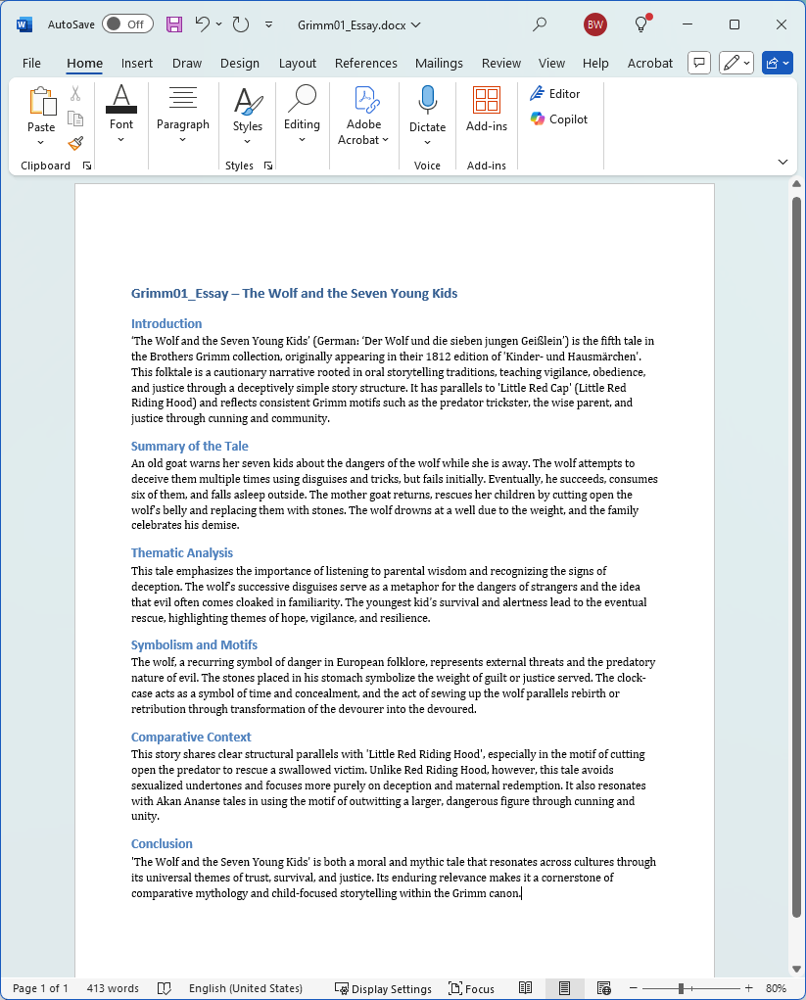 AutoSave Off Grimm01_Essay.docx BW
File Home Insert Draw Design Layout References Mailings Review View Help Acrobat
Paste Font Paragraph Styles Editing Adobe Acrobat Dictate Add-ins Editor Copilot
Clipboard Styles Voice Add-ins
Grimm01_Essay – The Wolf and the Seven Young Kids
Introduction
‘The Wolf and the Seven Young Kids’ (German: ‘Der Wolf und die sieben jungen Geißlein’) is the fifth tale in
the Brothers Grimm collection, originally appearing in their 1812 edition of 'Kinder- und Hausmärchen'.
This folktale is a cautionary narrative rooted in oral storytelling traditions, teaching vigilance, obedience,
and justice through a deceptively simple story structure. It has parallels to 'Little Red Cap' (Little Red
Riding Hood) and reflects consistent Grimm motifs such as the predator trickster, the wise parent, and
justice through cunning and community.
Summary of the Tale
An old goat warns her seven kids about the dangers of the wolf while she is away. The wolf attempts to
deceive them multiple times using disguises and tricks, but fails initially. Eventually, he succeeds, consumes
six of them, and falls asleep outside. The mother goat returns, rescues her children by cutting open the
wolf's belly and replacing them with stones. The wolf drowns at a well due to the weight, and the family
celebrates his demise.
Thematic Analysis
This tale emphasizes the importance of listening to parental wisdom and recognizing the signs of
deception. The wolf's successive disguises serve as a metaphor for the dangers of strangers and the idea
that evil often comes cloaked in familiarity. The youngest kid's survival and alertness lead to the eventual
rescue, highlighting themes of hope, vigilance, and resilience.
Symbolism and Motifs
The wolf, a recurring symbol of danger in European folklore, represents external threats and the predatory
nature of evil. The stones placed in his stomach symbolize the weight of guilt or justice served. The clock-
case acts as a symbol of time and concealment, and the act of sewing up the wolf parallels rebirth or
retribution through transformation of the devourer into the devoured.
Comparative Context
This story shares clear structural parallels with 'Little Red Riding Hood', especially in the motif of cutting
open the predator to rescue a swallowed victim. Unlike Red Riding Hood, however, this tale avoids
sexualized undertones and focuses more purely on deception and maternal redemption. It also resonates
with Akan Ananse tales in using the motif of outwitting a larger, dangerous figure through cunning and
unity.
Conclusion
'The Wolf and the Seven Young Kids' is both a moral and mythic tale that resonates across cultures through
its universal themes of trust, survival, and justice. Its enduring relevance makes it a cornerstone of
comparative mythology and child-focused storytelling within the Grimm canon.
Page 1 of 1 413 words English (United States) Display Settings Focus 80%